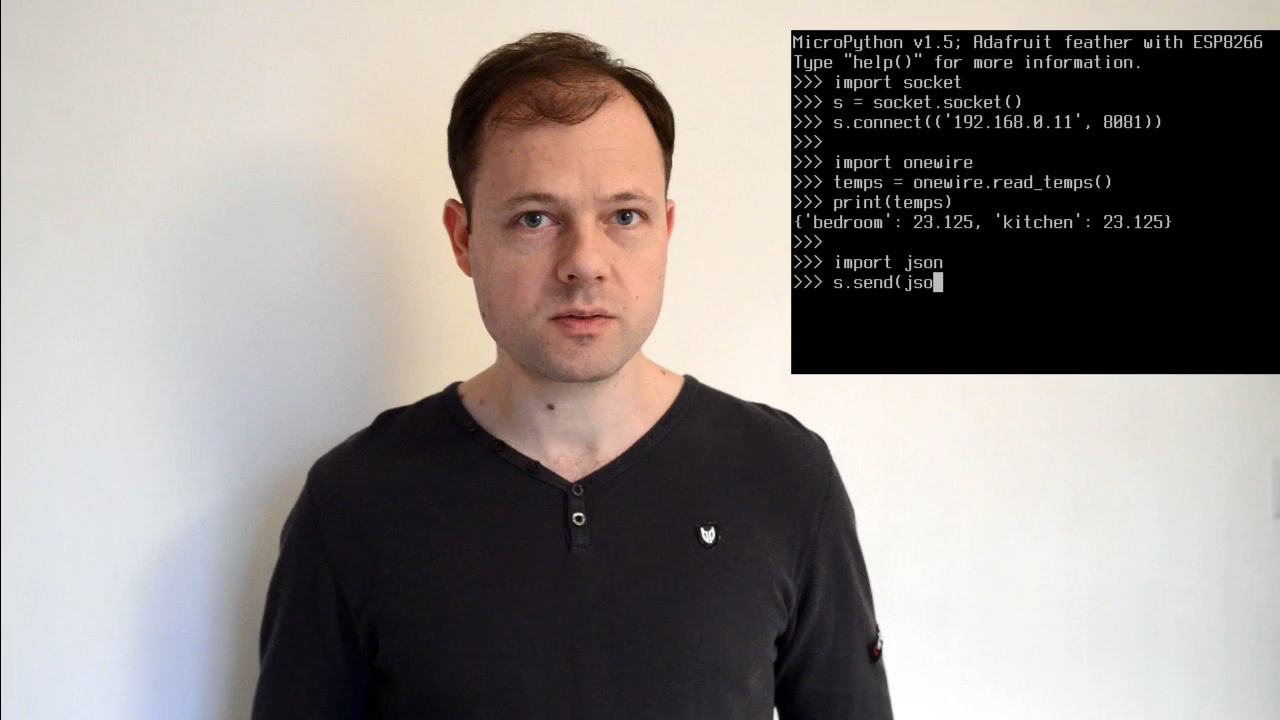 MicroPython v1.5; Adafruit feather with ESP8266
Type "help()" for more information.
>>> import socket
>>> s = socket.socket()
>>> s.connect(('192.168.0.11', 8081))
>>>
>>> import onewire
>>> temps = onewire.read_temps()
>>> print(temps)
{'bedroom': 23.125, 'kitchen': 23.125}
>>>
>>> import json
>>> s.send(jso